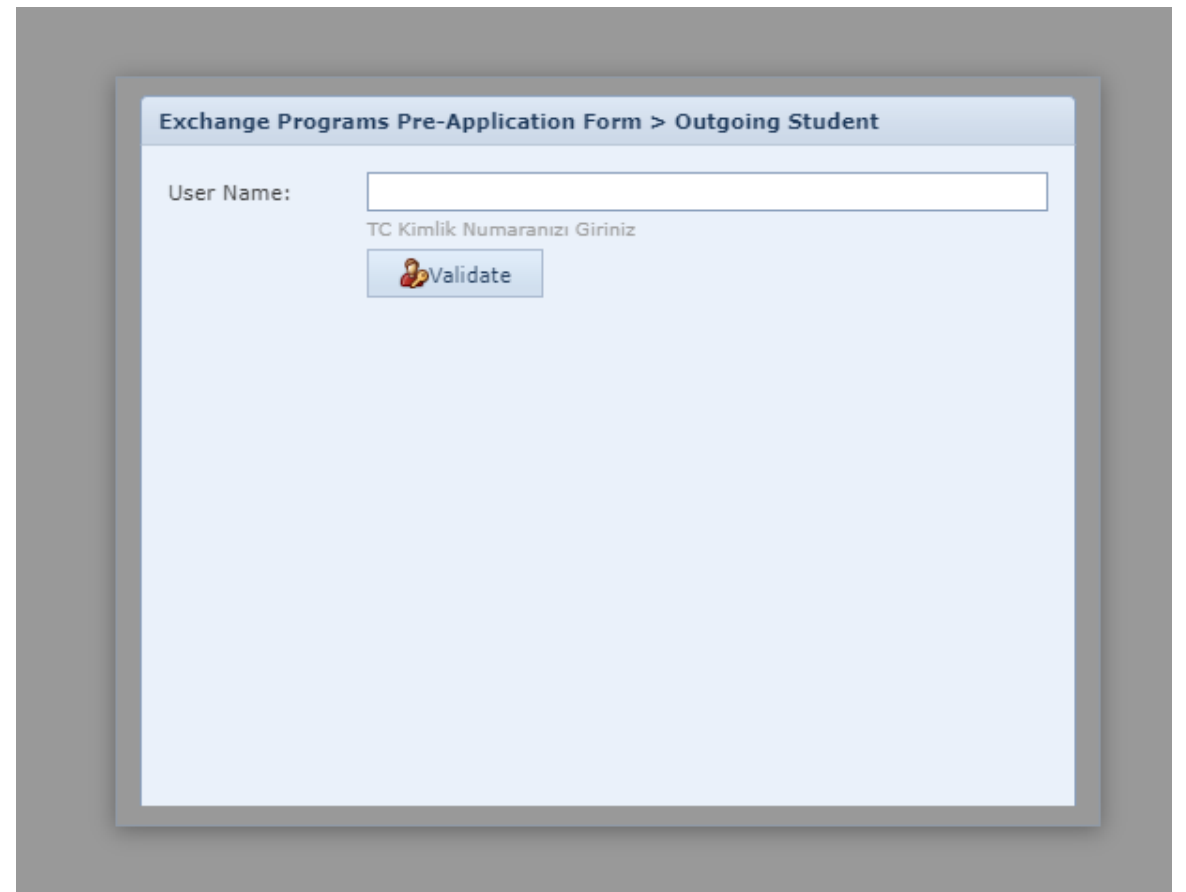 Exchange Programs Pre-Application Form > Outgoing Student
User Name:
TC Kimlik Numaranızı Giriniz
Validate